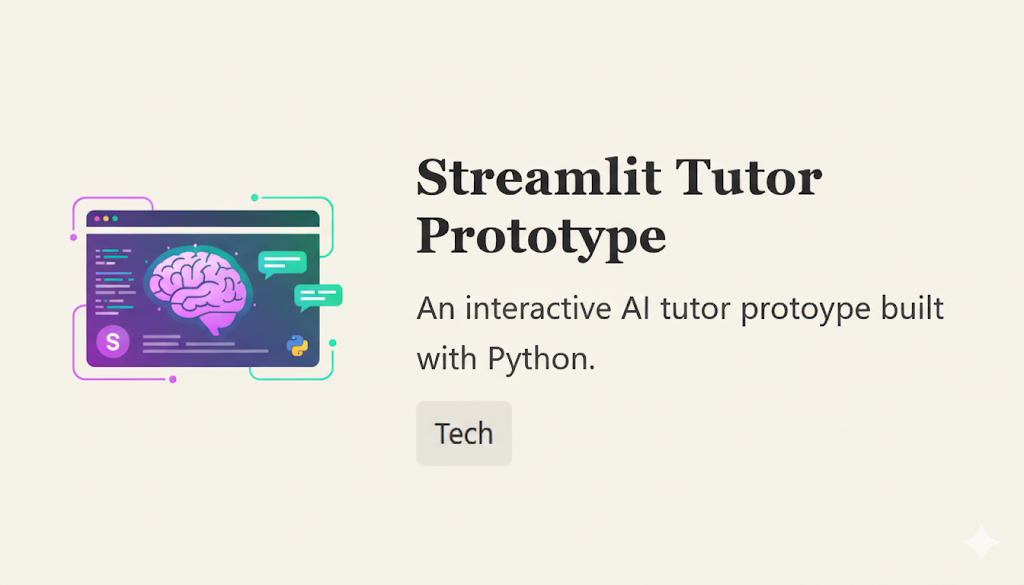 Streamlit Tutor
Prototype
An interactive AI tutor protoype built
with Python.
Tech
S